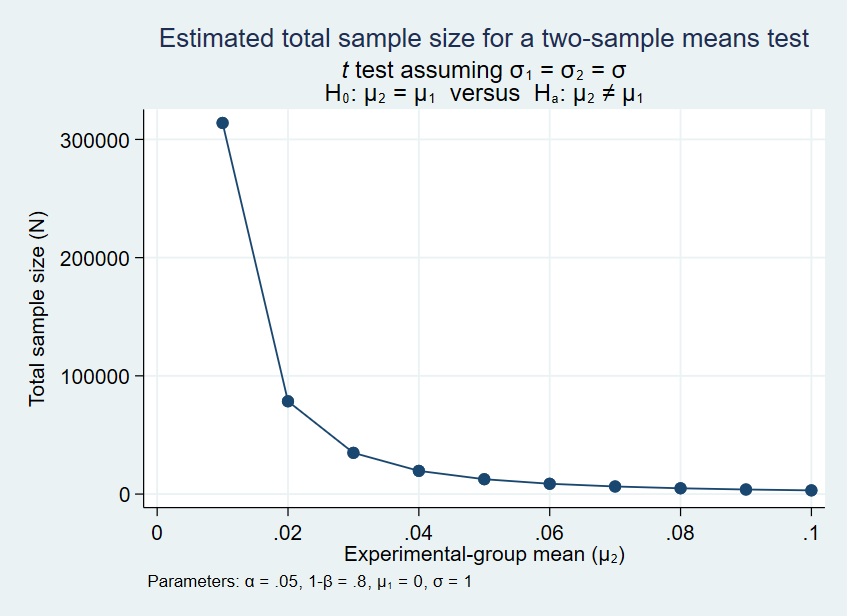 Estimated total sample size for a two-sample means test
t test assuming σ₁ = σ₂ = σ
H₀: μ₂ = μ₁ versus Hₐ: μ₂ ≠ μ₁
Total sample size (N)
300000
200000
100000
0
0 .02 .04 .06 .08 .1
Experimental-group mean (μ₂)
Parameters: α = .05, 1-β = .8, μ₁ = 0, σ = 1